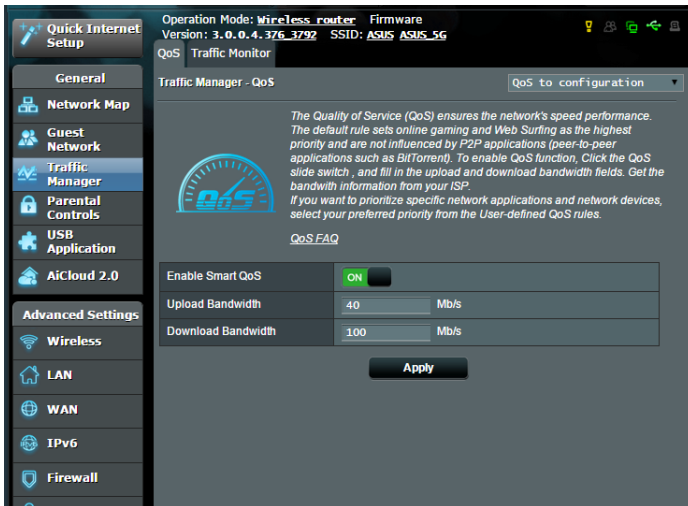 Quick Internet
Setup
Operation Mode: Wireless router Firmware
Version: 3.0.0.4.376_3792 SSID: ASUS ASUS_5G
QoS Traffic Monitor
General
Network Map
Guest
Network
Traffic
Manager
Parental
Controls
USB
Application
AiCloud 2.0
Advanced Settings
Wireless
LAN
WAN
IPv6
Firewall
Traffic Manager - QoS
QoS to configuration
QoS
The Quality of Service (QoS) ensures the network's speed performance.
The default rule sets online gaming and Web Surfing as the highest
priority and are not influenced by P2P applications (peer-to-peer
applications such as BitTorrent). To enable QoS function, Click the QoS
slide switch , and fill in the upload and download bandwidth fields. Get the
bandwith information from your ISP.
If you want to prioritize specific network applications and network devices,
select your preferred priority from the User-defined QoS rules.
QoS FAQ
Enable Smart QoS ON
Upload Bandwidth 40 Mb/s
Download Bandwidth 100 Mb/s
Apply